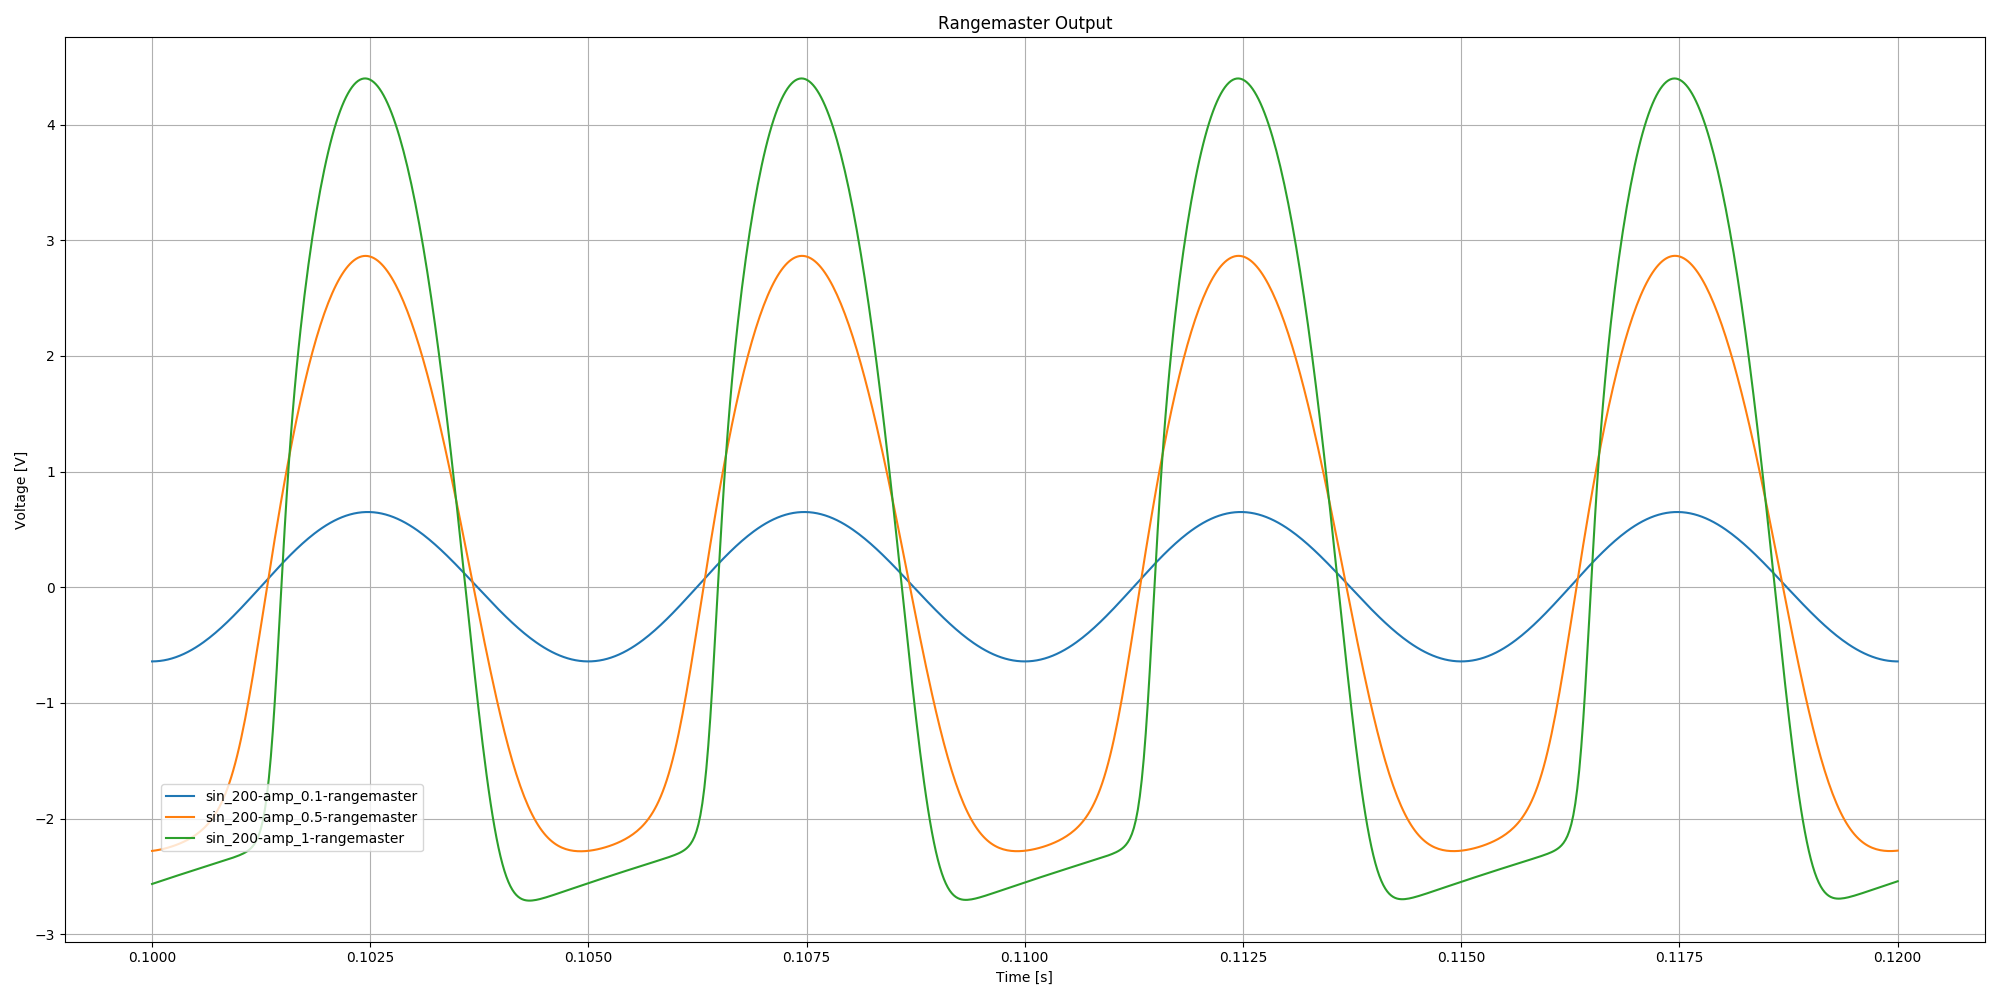 Rangemaster Output
4
3
2
1
0
−1
−2
−3
Voltage [V]
sin_200-amp_0.1-rangemaster
sin_200-amp_0.5-rangemaster
sin_200-amp_1-rangemaster
0.1000 0.1025 0.1050 0.1075 0.1100 0.1125 0.1150 0.1175 0.1200
Time [s]